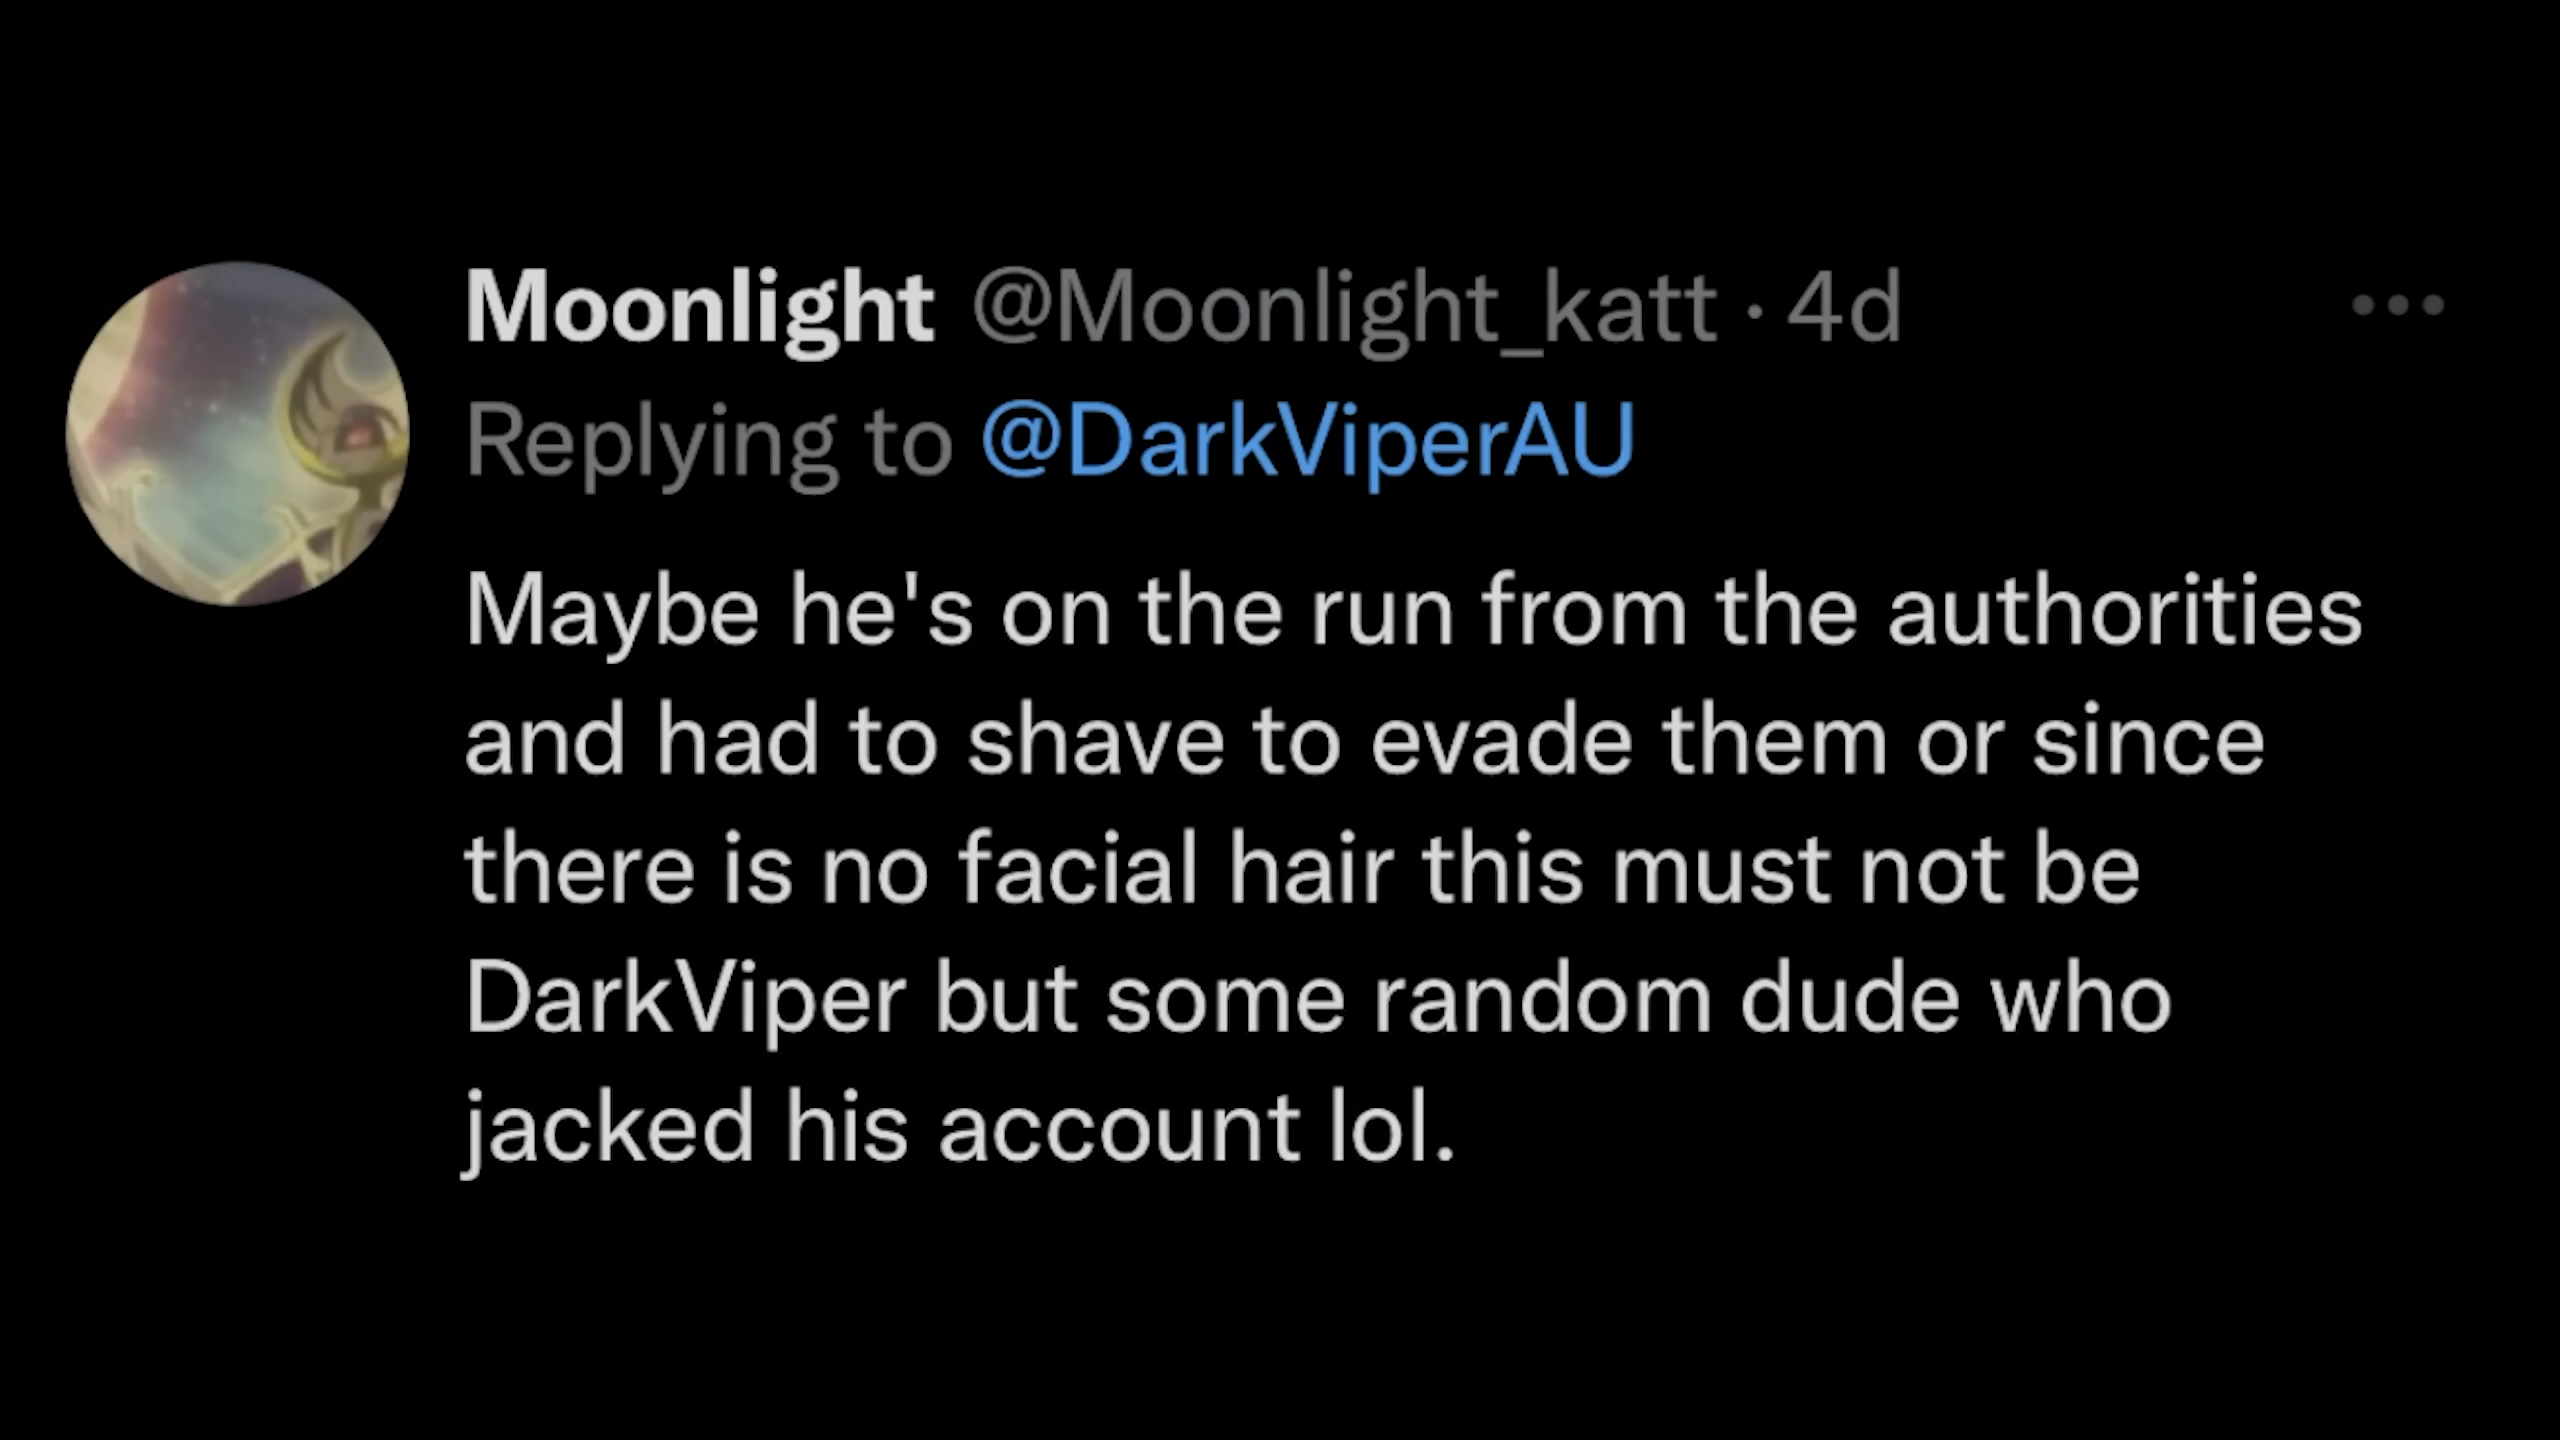 Moonlight @Moonlight_katt · 4d
Replying to @DarkViperAU
Maybe he's on the run from the authorities
and had to shave to evade them or since
there is no facial hair this must not be
DarkViper but some random dude who
jacked his account lol.